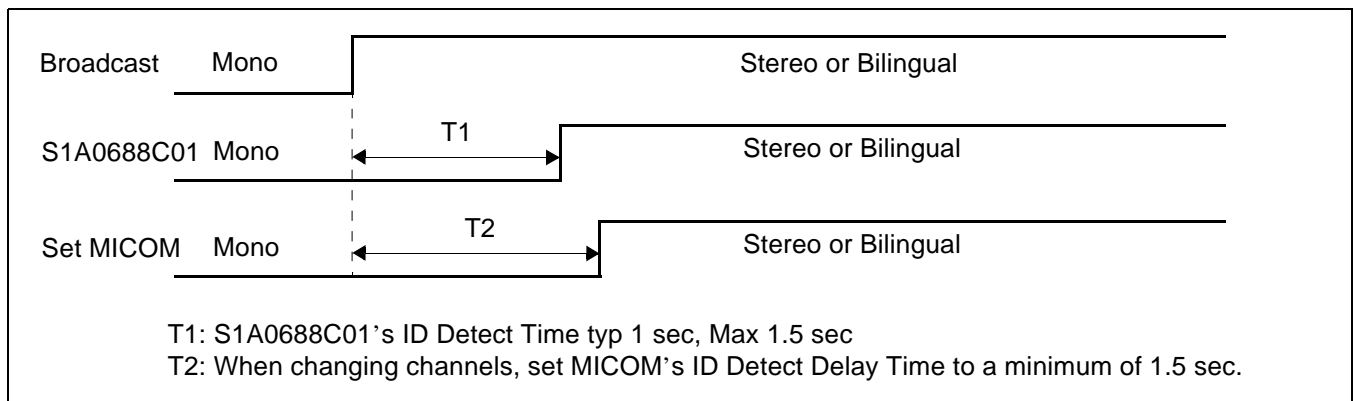 Broadcast Mono Stereo or Bilingual
T1
S1A0688C01 Mono Stereo or Bilingual
T2
Set MICOM Mono Stereo or Bilingual
T1: S1A0688C01's ID Detect Time typ 1 sec, Max 1.5 sec
T2: When changing channels, set MICOM's ID Detect Delay Time to a minimum of 1.5 sec.